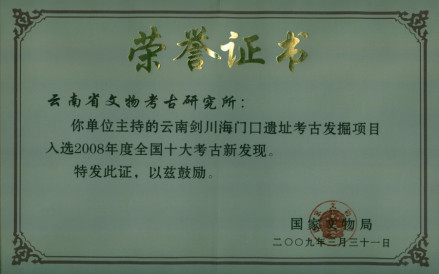 荣誉证书
云南省文物考古研究所：
你单位主持的云南剑川海门口遗址考古发掘项目
入选2008年度全国十大考古新发现。
特发此证，以兹鼓励。
国家文物局
二〇〇九年三月三十一日